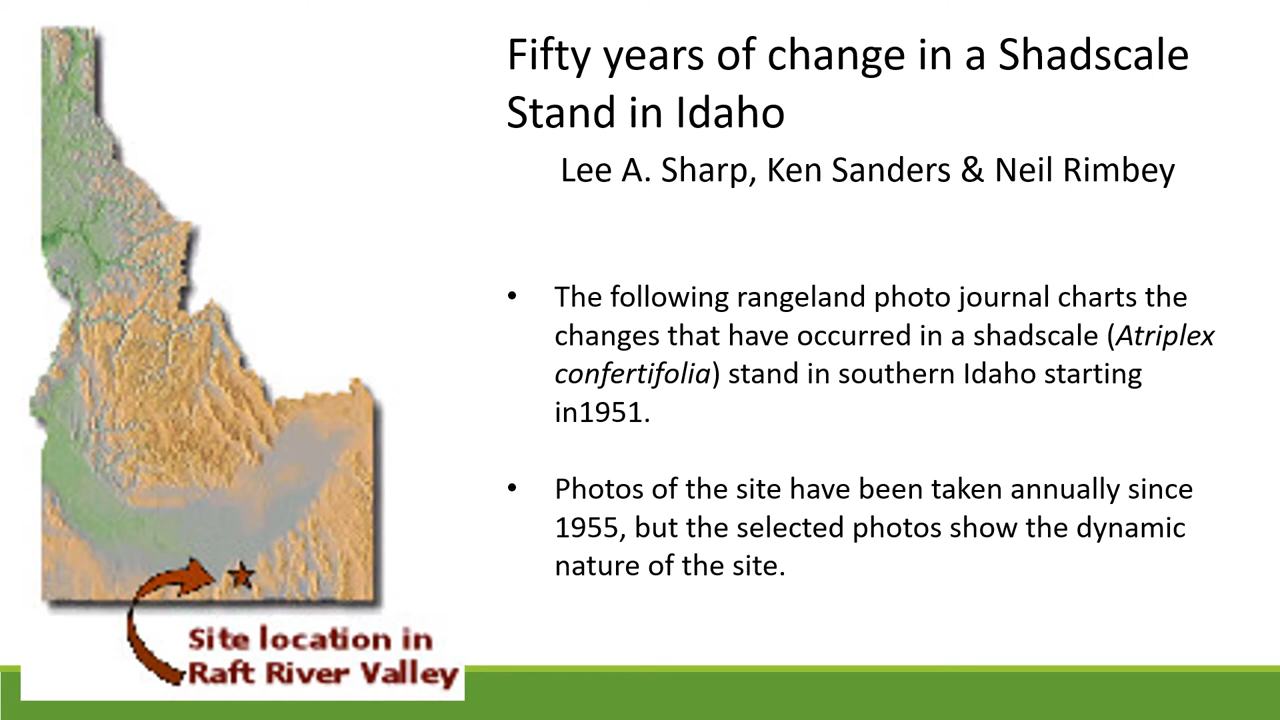 Fifty years of change in a Shadscale
Stand in Idaho
Lee A. Sharp, Ken Sanders & Neil Rimbey
• The following rangeland photo journal charts the
changes that have occurred in a shadscale (Atriplex
confertifolia) stand in southern Idaho starting
in1951.
• Photos of the site have been taken annually since
1955, but the selected photos show the dynamic
nature of the site.
Site location in
Raft River Valley